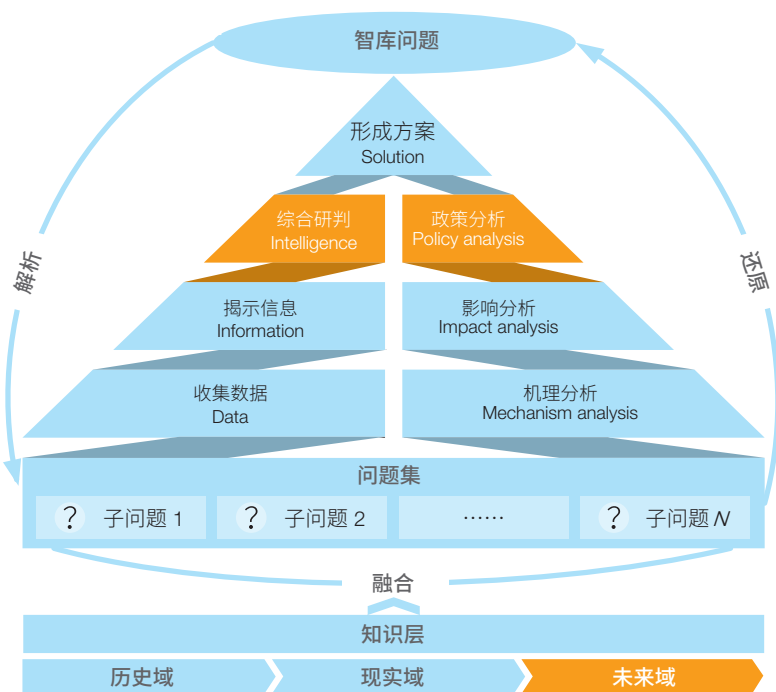 智库问题
形成方案
Solution
综合研判
Intelligence
政策分析
Policy analysis
解析
还原
揭示信息
Information
影响分析
Impact analysis
收集数据
Data
机理分析
Mechanism analysis
问题集
? 子问题 1
? 子问题 2
……
? 子问题 N
融合
知识层
历史域
现实域
未来域